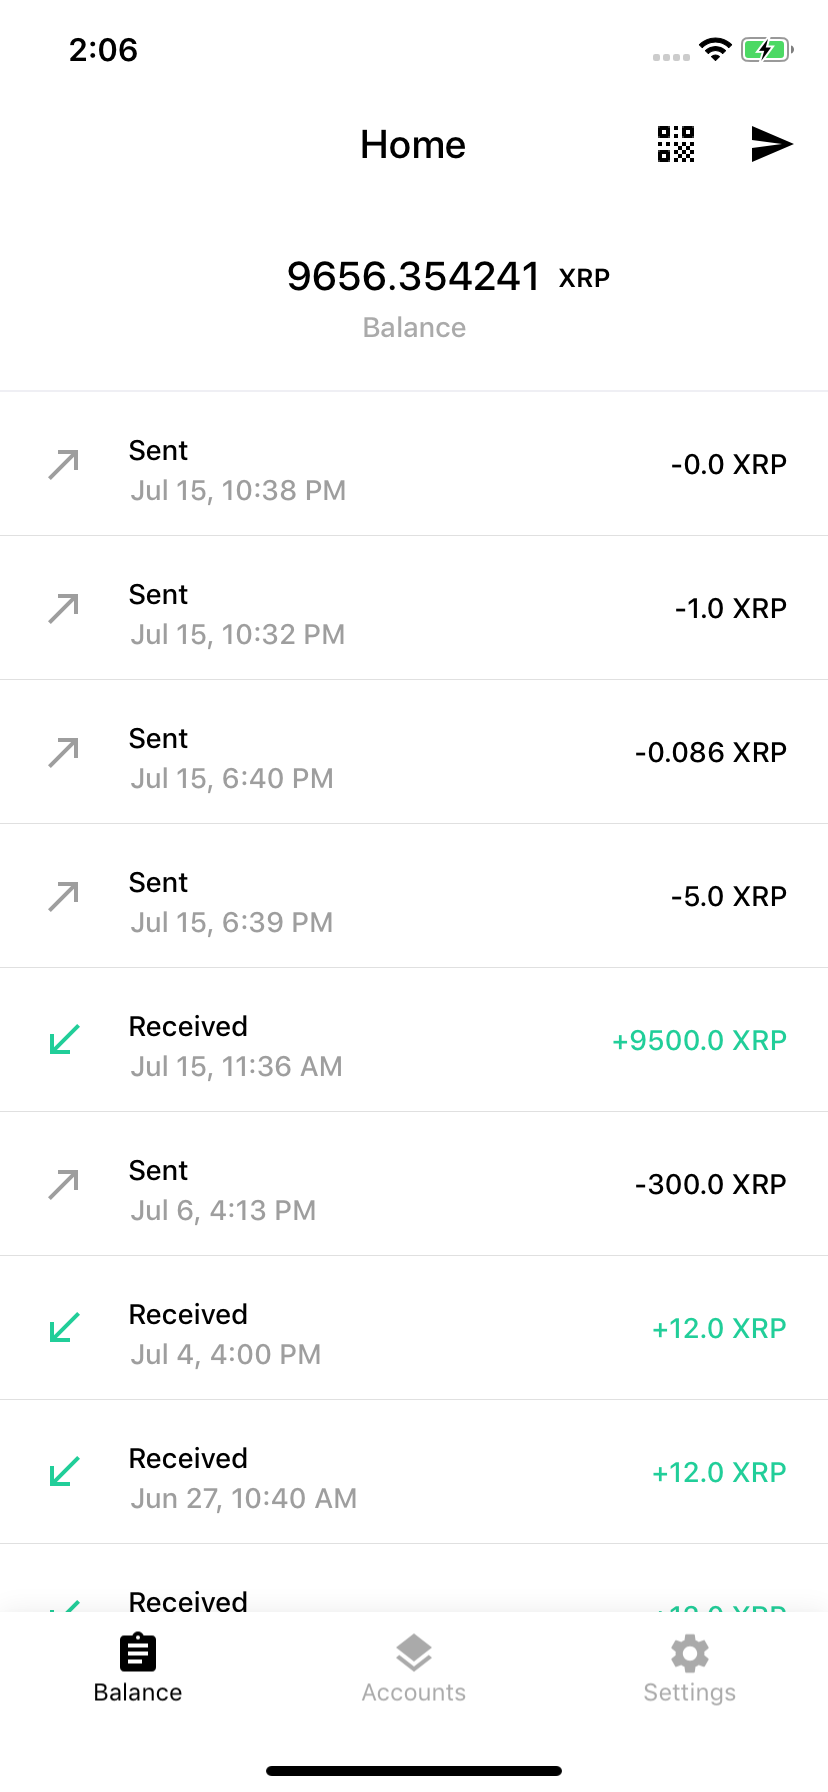 2:06
Home
9656.354241 XRP
Balance
Sent
Jul 15, 10:38 PM
-0.0 XRP
Sent
Jul 15, 10:32 PM
-1.0 XRP
Sent
Jul 15, 6:40 PM
-0.086 XRP
Sent
Jul 15, 6:39 PM
-5.0 XRP
Received
Jul 15, 11:36 AM
+9500.0 XRP
Sent
Jul 6, 4:13 PM
-300.0 XRP
Received
Jul 4, 4:00 PM
+12.0 XRP
Received
Jun 27, 10:40 AM
+12.0 XRP
Received
XRP
Balance
Accounts
Settings